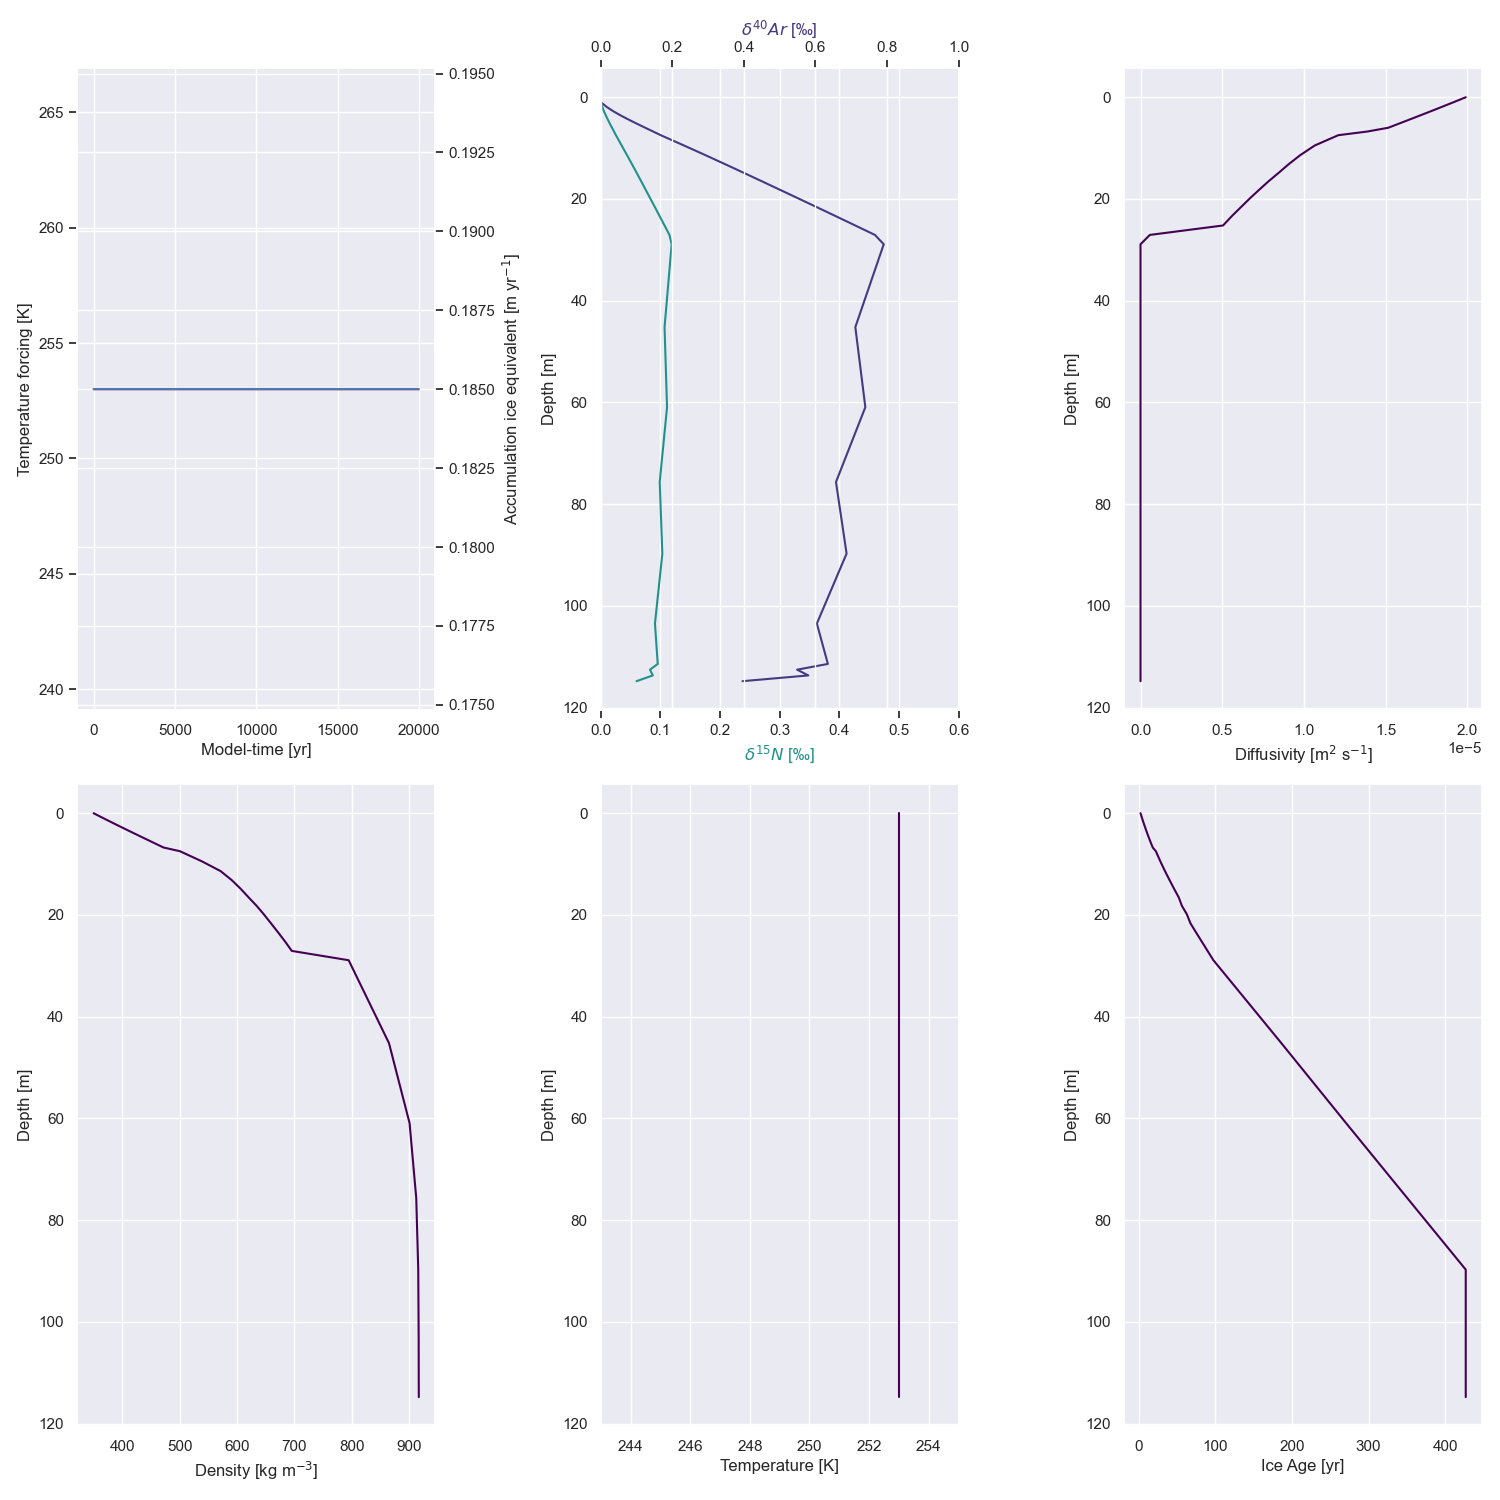 δ⁴⁰Ar [‰]
0.0 0.2 0.4 0.6 0.8 1.0
Temperature forcing [K]
265
260
255
250
245
240
0 5000 10000 15000 20000
Model-time [yr]
0.1950
0.1925
0.1900
0.1875
0.1850
0.1825
0.1800
0.1775
0.1750
Accumulation ice equivalent [m yr⁻¹]
Depth [m]
0
20
40
60
80
100
120
0.0 0.1 0.2 0.3 0.4 0.5 0.6
δ¹⁵N [‰]
Depth [m]
0
20
40
60
80
100
120
0.0 0.5 1.0 1.5 2.0
1e−5
Diffusivity [m² s⁻¹]
Depth [m]
0
20
40
60
80
100
120
400 500 600 700 800 900
Density [kg m⁻³]
Depth [m]
0
20
40
60
80
100
120
244 246 248 250 252 254
Temperature [K]
Depth [m]
0
20
40
60
80
100
120
0 100 200 300 400
Ice Age [yr]